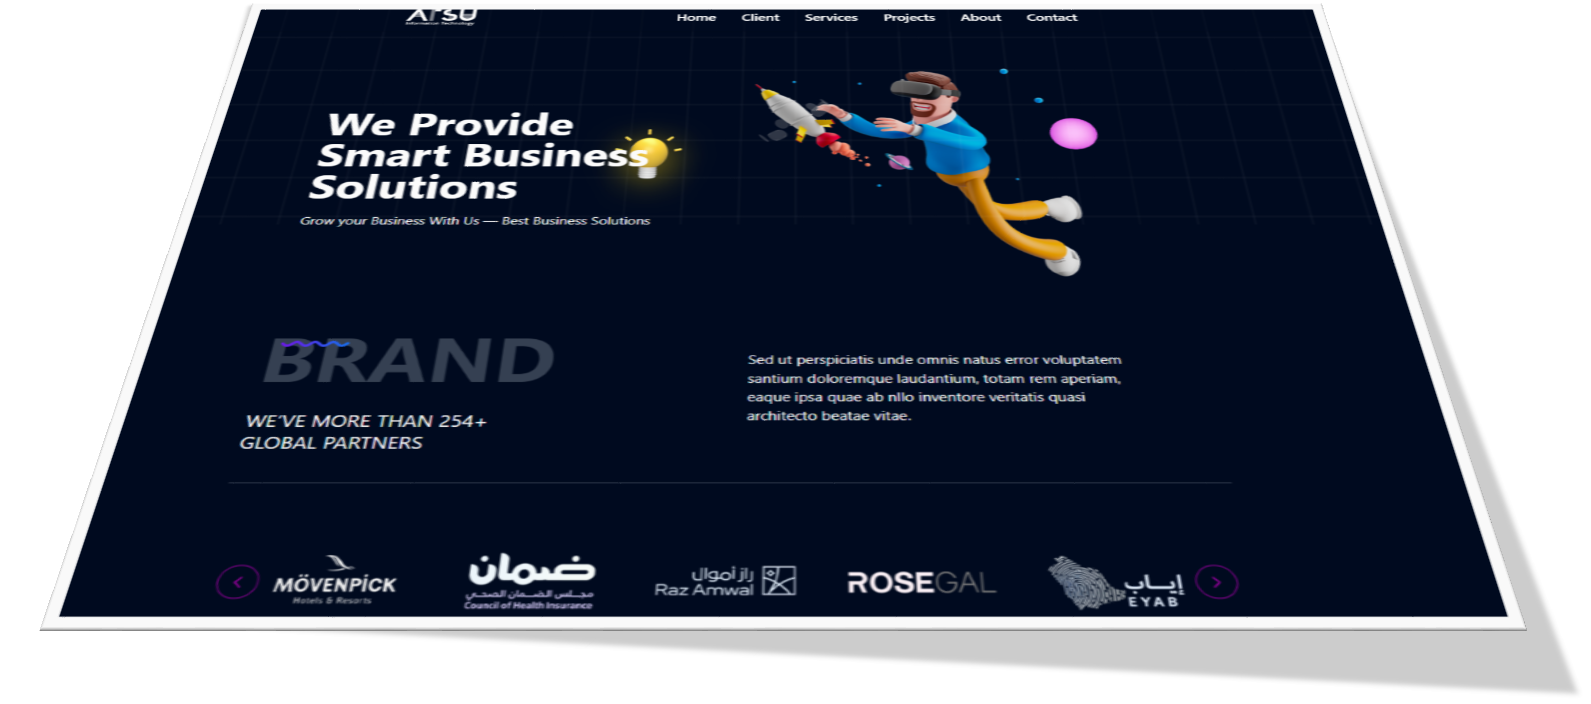 Information Technology
Home Client Services Projects About Contact
We Provide
Smart Business
Solutions
Grow your Business With Us — Best Business Solutions
BRAND
WE'VE MORE THAN 254+
GLOBAL PARTNERS
Sed ut perspiciatis unde omnis natus error voluptatem
santium doloremque laudantium, totam rem aperiam,
eaque ipsa quae ab nllo inventore veritatis quasi
architecto beatae vitae.
MÖVENPICK
Hotels & Resorts
ضمان
مجلس الضمان الصحي
Council of Health Insurance
راز أموال
Raz Amwal
ROSEGAL
إياب
EYAB